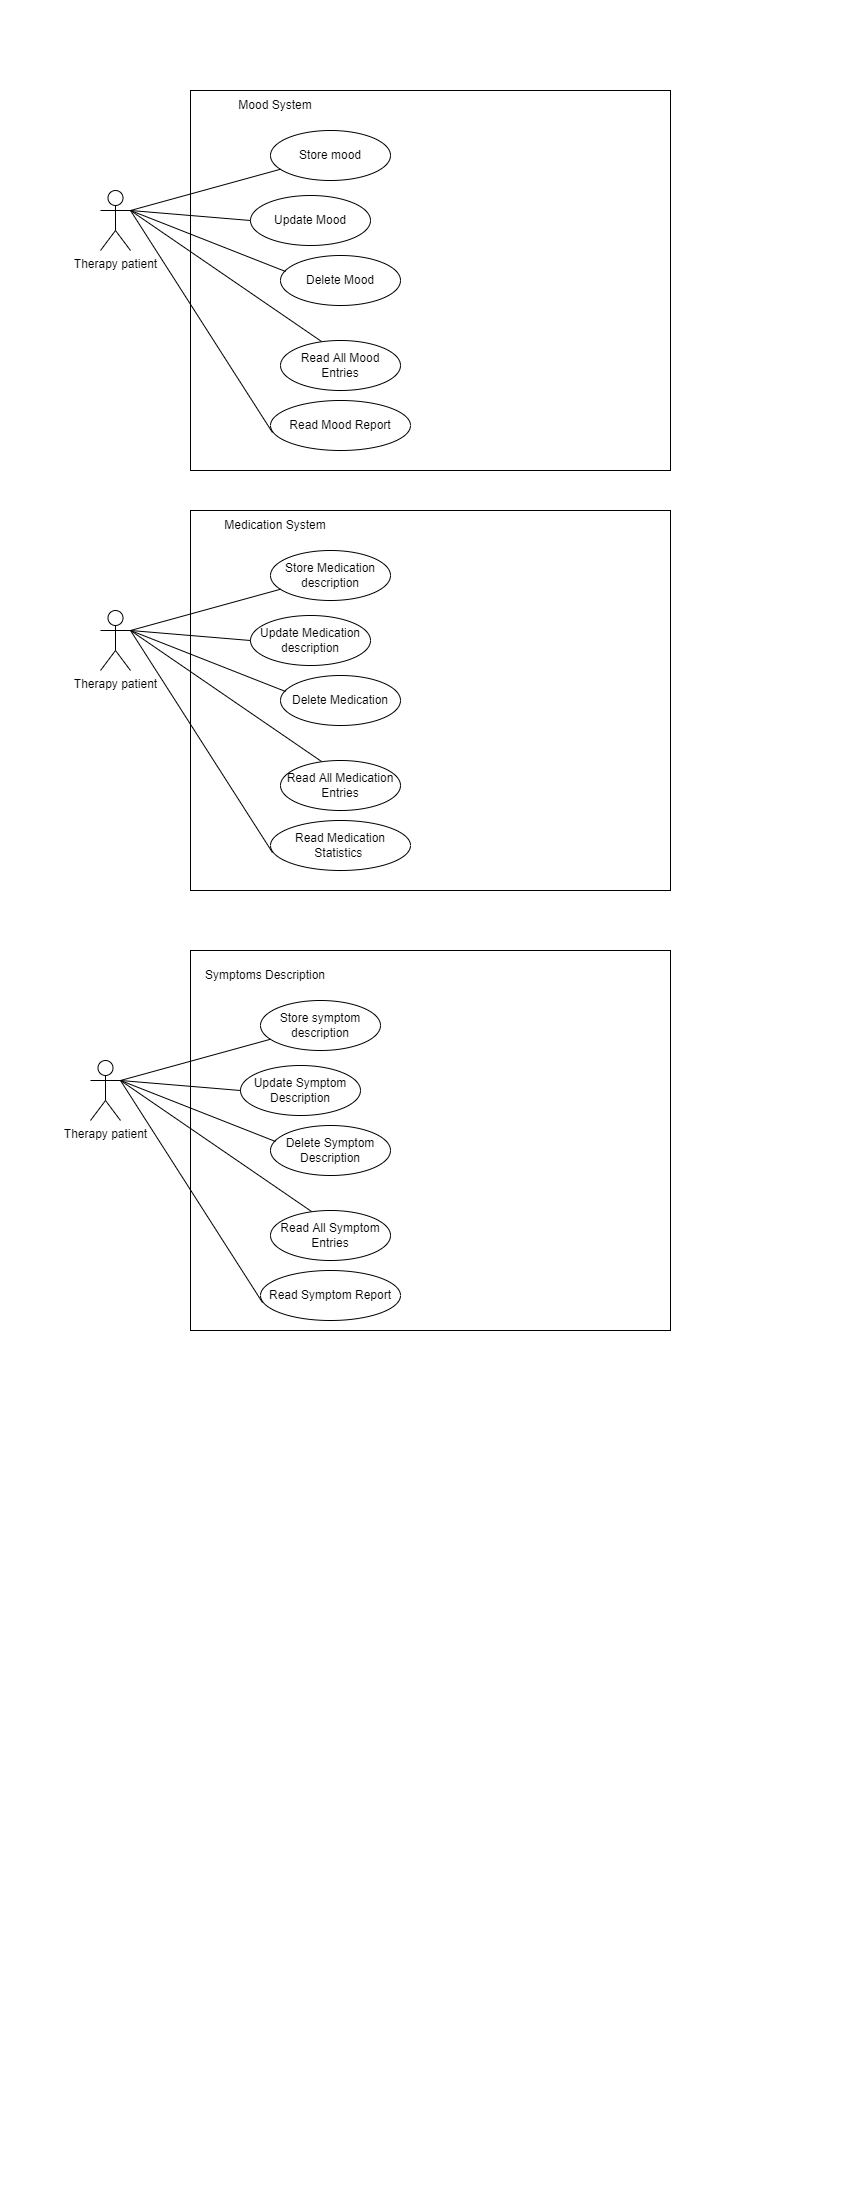 Mood System
Store mood
Update Mood
Delete Mood
Therapy patient
Read All Mood
Entries
Read Mood Report
Medication System
Store Medication
description
Update Medication
description
Delete Medication
Therapy patient
Read All Medication
Entries
Read Medication
Statistics
Symptoms Description
Store symptom
description
Update Symptom
Description
Delete Symptom
Description
Therapy patient
Read All Symptom
Entries
Read Symptom Report